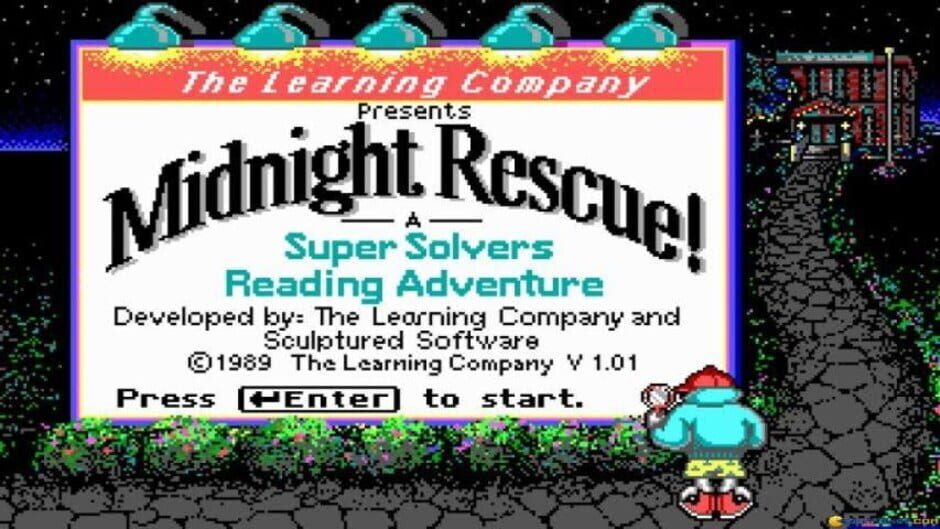 The Learning Company
Presents
Midnight Rescue!
A
Super Solvers
Reading Adventure
Developed by: The Learning Company and
Sculptured Software
©1989 The Learning Company V 1.01
Press ↵Enter to start.